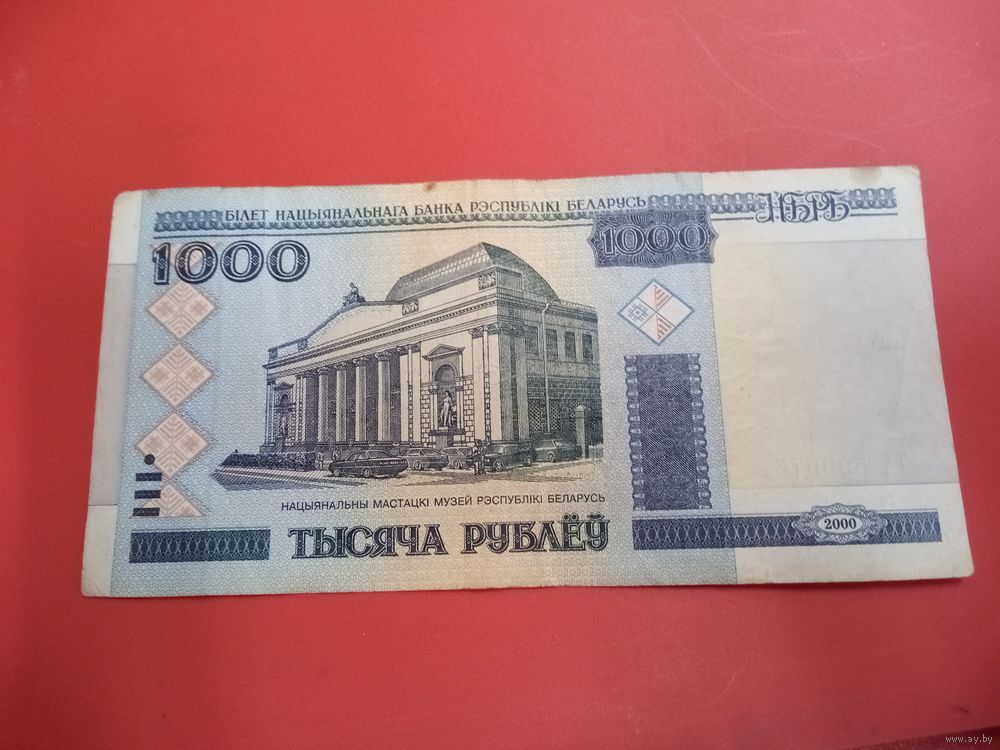 БІЛЕТ НАЦЫЯНАЛЬНАГА БАНКА РЭСПУБЛІКІ БЕЛАРУСЬ
НБРБ
1000
1000
НАЦЫЯНАЛЬНЫ МАСТАЦКІ МУЗЕЙ РЭСПУБЛІКІ БЕЛАРУСЬ
ТЫСЯЧА РУБЛЁЎ
2000
www.ay.by